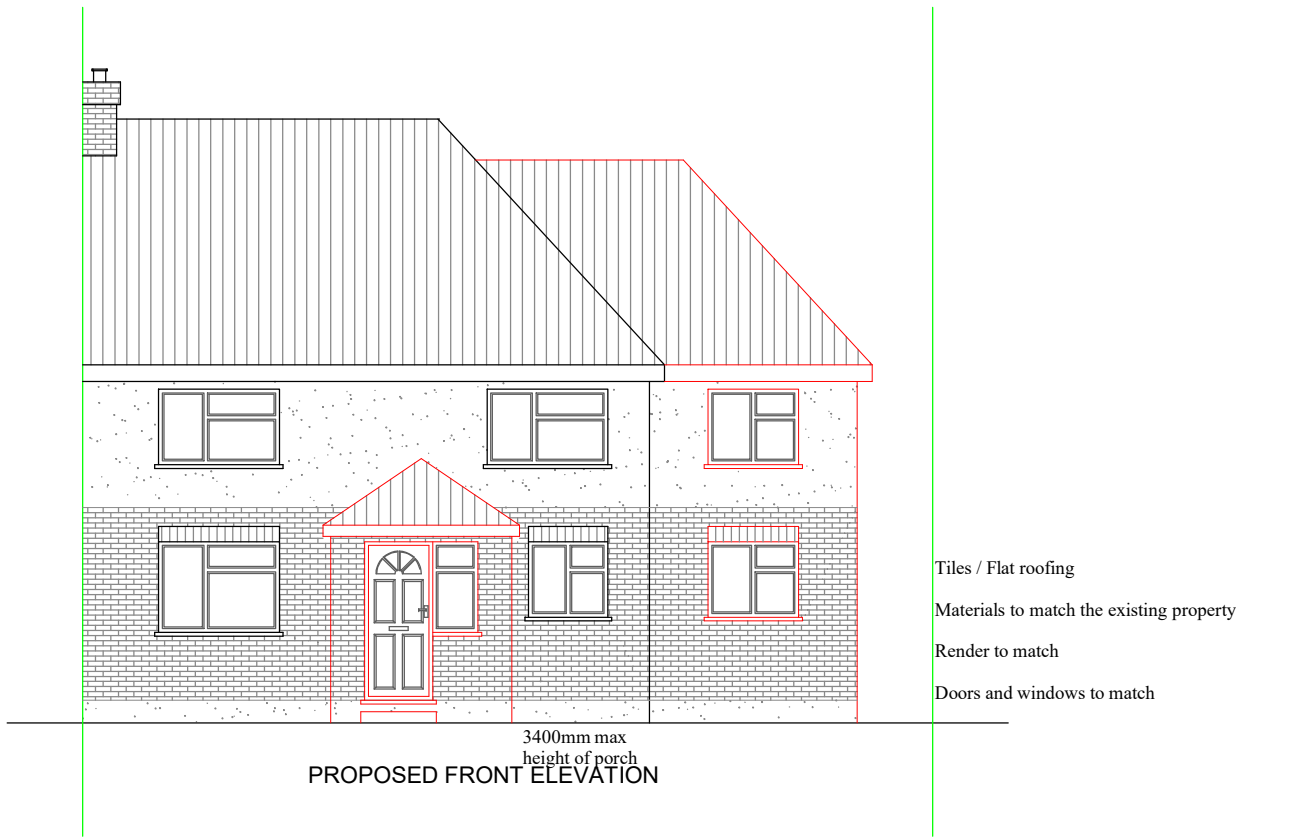 Tiles / Flat roofing
Materials to match the existing property
Render to match
Doors and windows to match
3400mm max
height of porch
PROPOSED FRONT ELEVATION